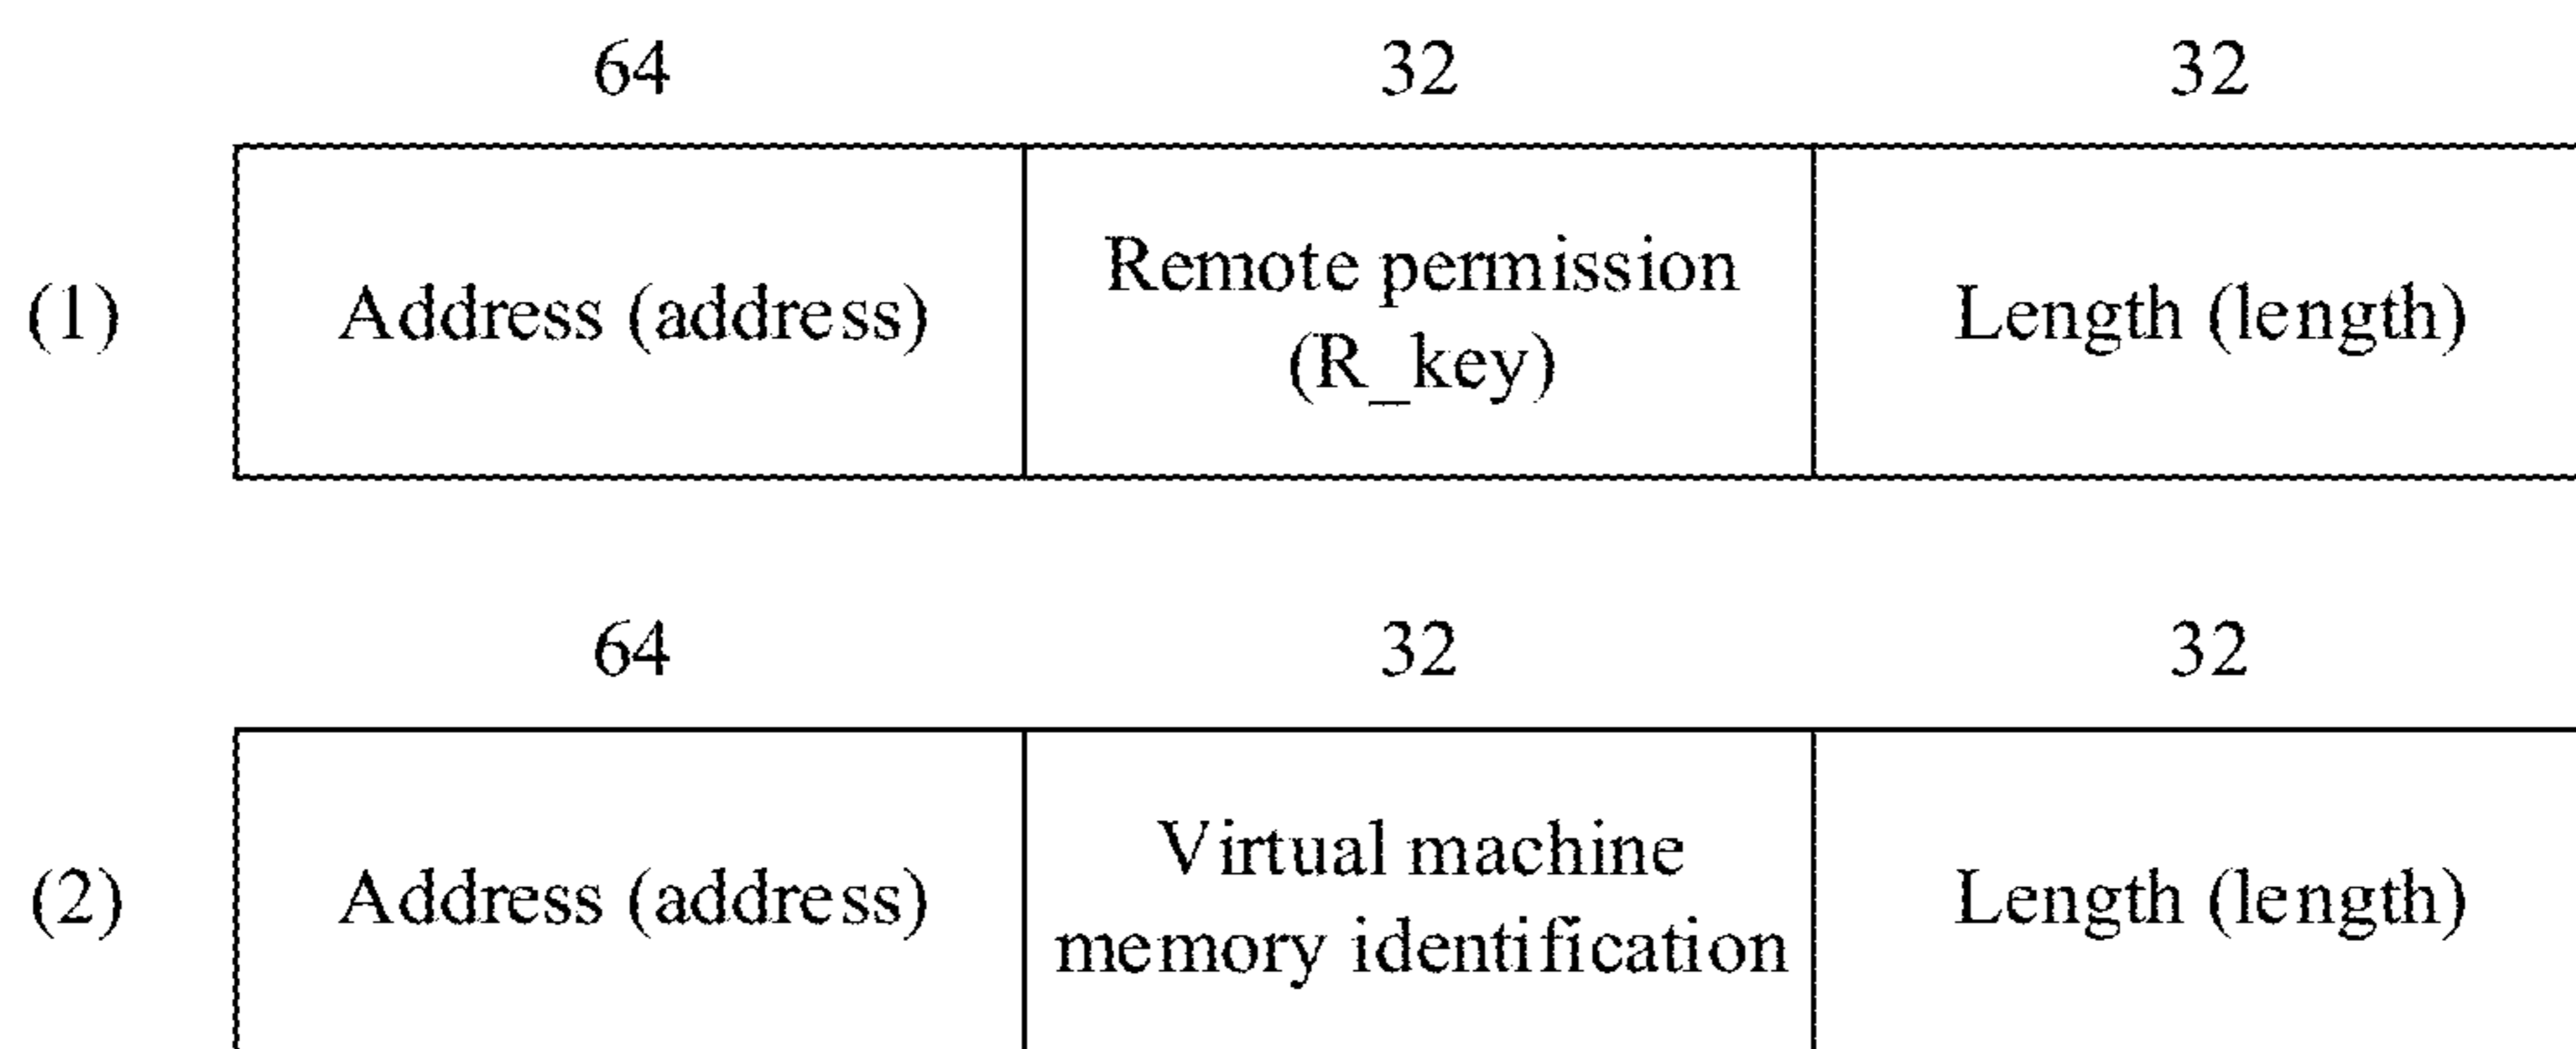 64 32 32
(1) Address (address) Remote permission (R_key) Length (length)
64 32 32
(2) Address (address) Virtual machine memory identification Length (length)